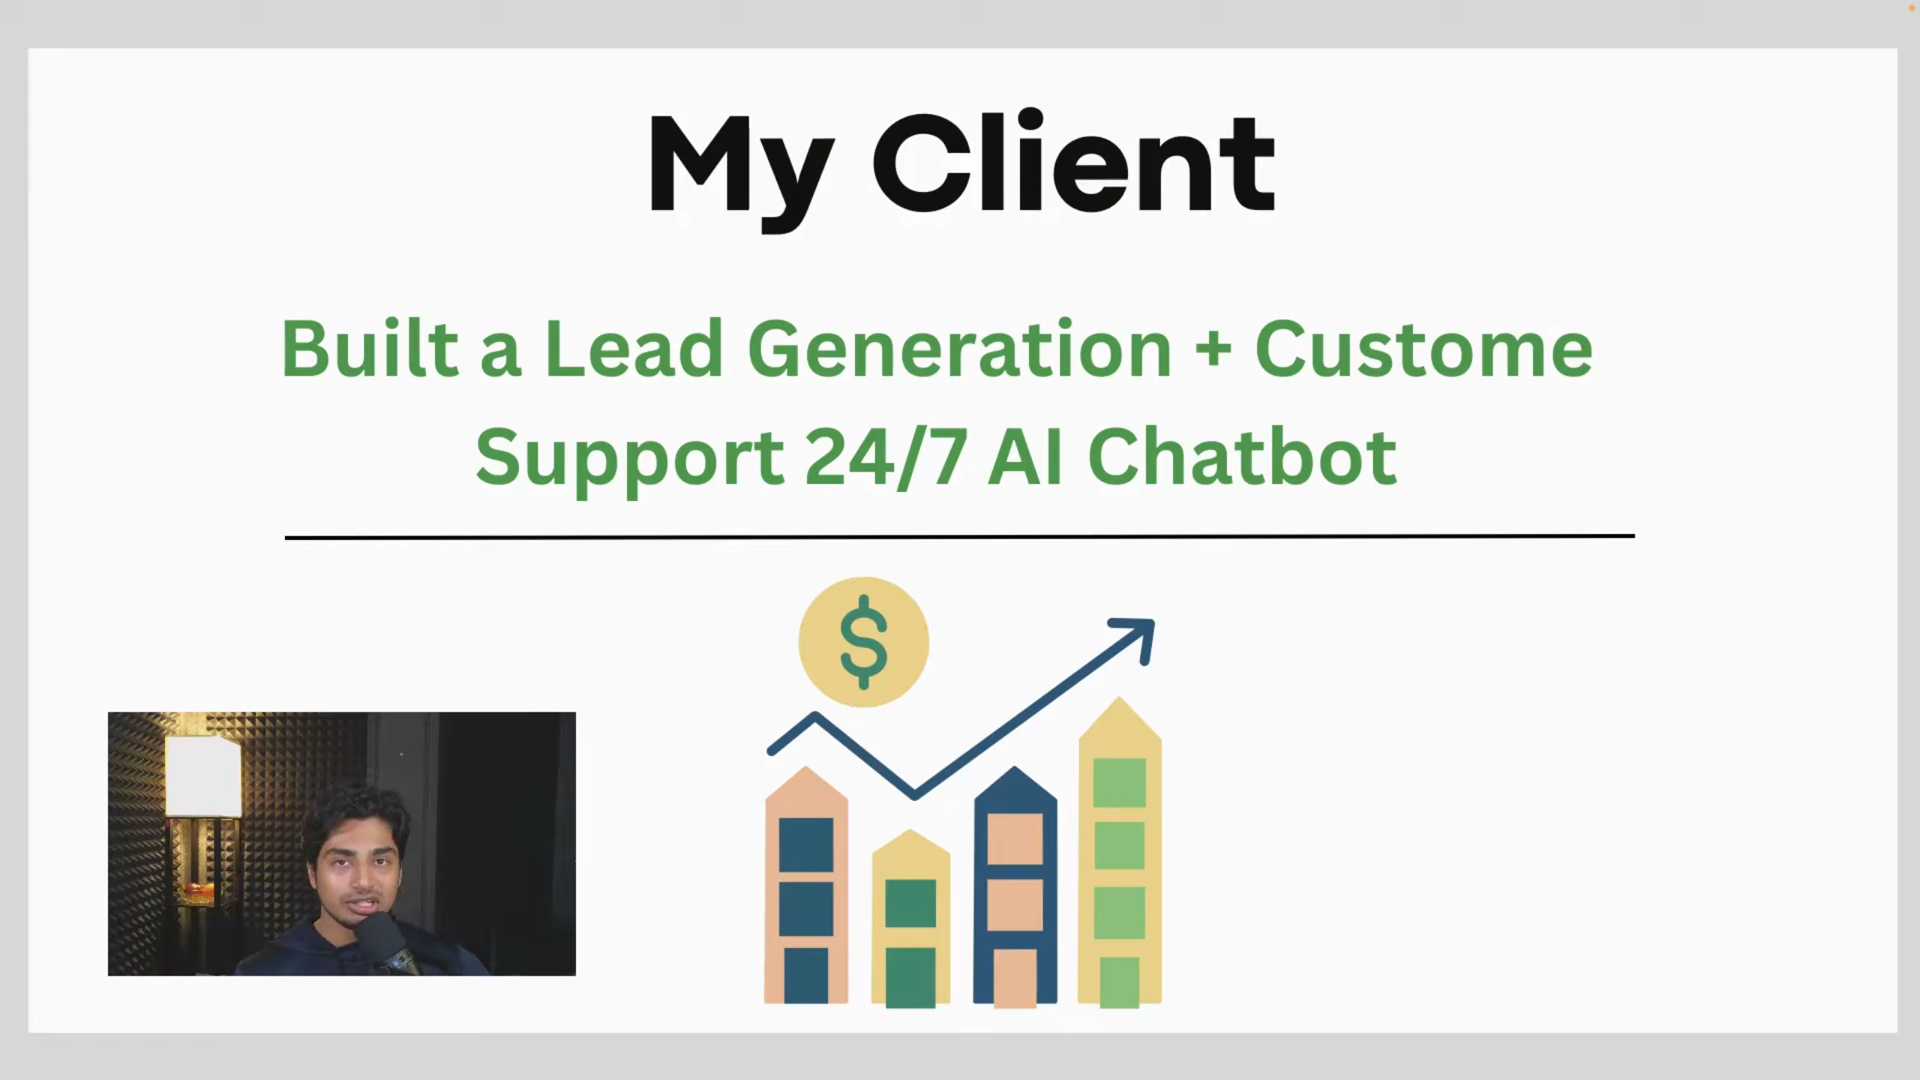 My Client
Built a Lead Generation + Custome
Support 24/7 AI Chatbot
$